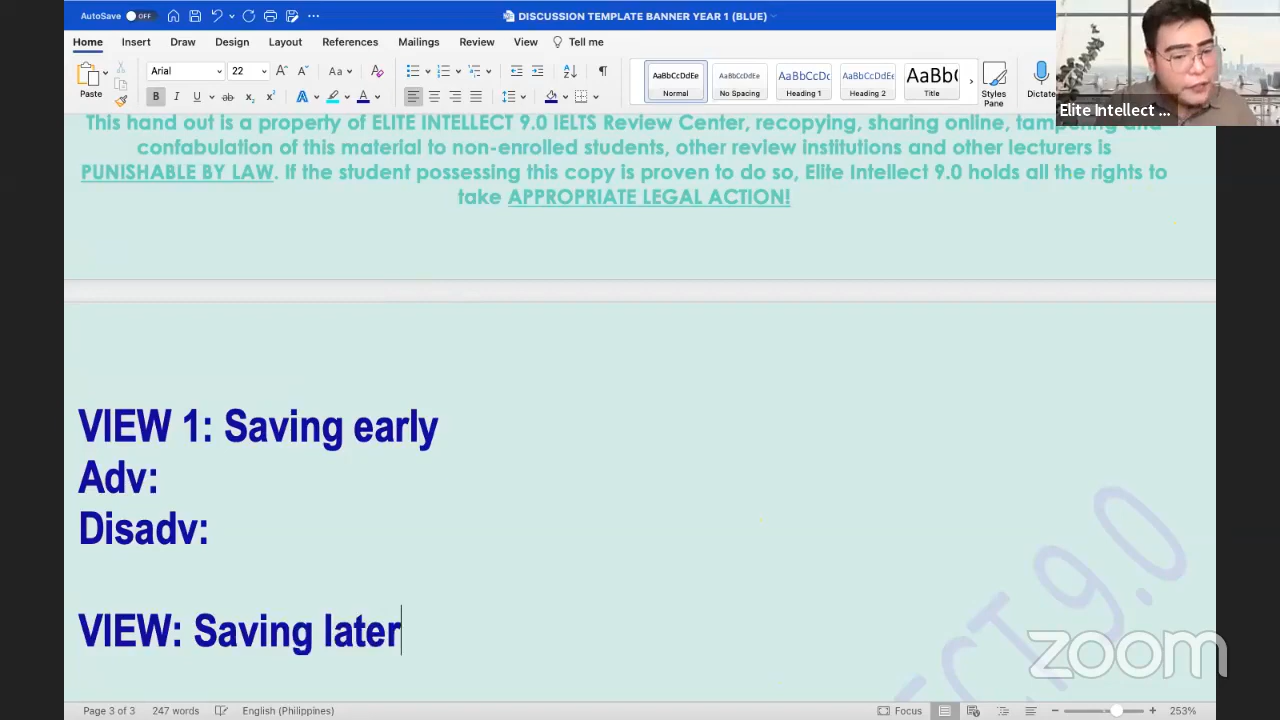 AutoSave OFF
DISCUSSION TEMPLATE BANNER YEAR 1 (BLUE)
Home Insert Draw Design Layout References Mailings Review View Tell me
Paste
Arial 22
AaBbCcDdEe AaBbCcDdEe AaBbCcDc AaBbCcDdEe AaBb(
Normal No Spacing Heading 1 Heading 2 Title
Styles Pane
Dictate
Elite Intellect ...
This hand out is a property of ELITE INTELLECT 9.0 IELTS Review Center, recopying, sharing online, tampering and
confabulation of this material to non-enrolled students, other review institutions and other lecturers is
PUNISHABLE BY LAW. If the student possessing this copy is proven to do so, Elite Intellect 9.0 holds all the rights to
take APPROPRIATE LEGAL ACTION!
VIEW 1: Saving early
Adv:
Disadv:
VIEW: Saving later
ECT 9.0
zoom
Page 3 of 3 247 words English (Philippines) Focus 253%